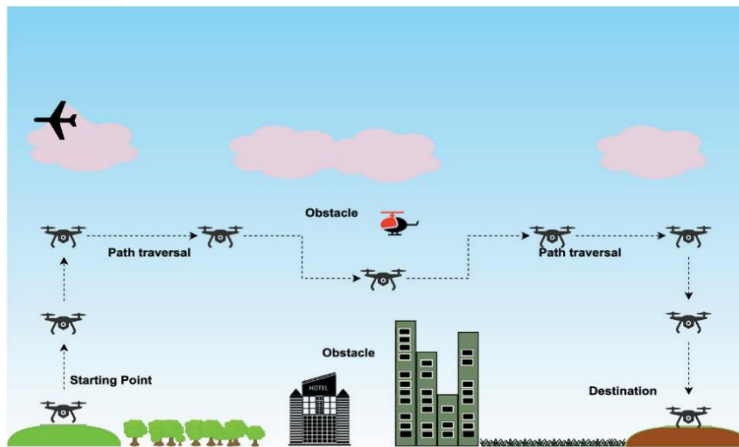 Obstacle
Path traversal
Path traversal
Obstacle
Starting Point
HOTEL
Destination